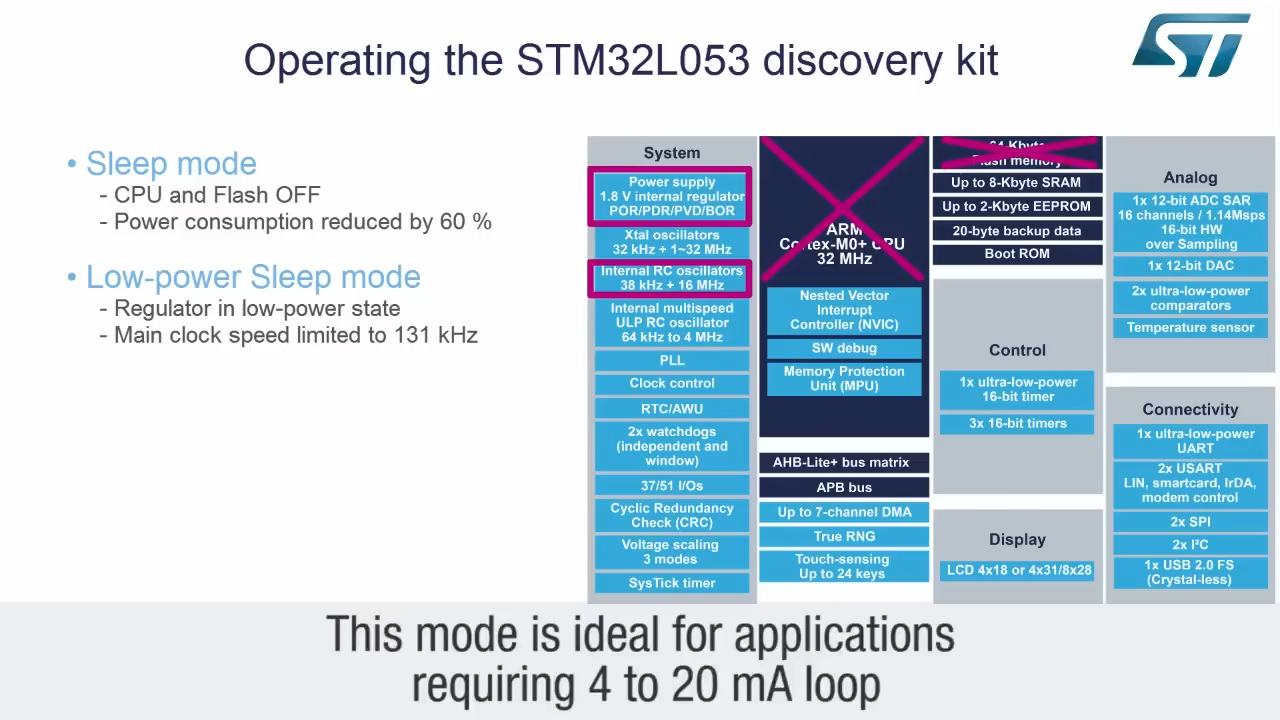 Operating the STM32L053 discovery kit
ST
• Sleep mode
- CPU and Flash OFF
- Power consumption reduced by 60 %
• Low-power Sleep mode
- Regulator in low-power state
- Main clock speed limited to 131 kHz
System
Power supply
1.8 V internal regulator
POR/PDR/PVD/BOR
Xtal oscillators
32 kHz + 1~32 MHz
Internal RC oscillators
38 kHz + 16 MHz
Internal multispeed
ULP RC oscillator
64 kHz to 4 MHz
PLL
Clock control
RTC/AWU
2x watchdogs
(independent and
window)
37/51 I/Os
Cyclic Redundancy
Check (CRC)
Voltage scaling
3 modes
SysTick timer
ARM
Cortex-M0+ CPU
32 MHz
Nested Vector
Interrupt
Controller (NVIC)
SW debug
Memory Protection
Unit (MPU)
AHB-Lite+ bus matrix
APB bus
Up to 7-channel DMA
True RNG
Touch-sensing
Up to 24 keys
64-Kbyte
Flash memory
Up to 8-Kbyte SRAM
Up to 2-Kbyte EEPROM
20-byte backup data
Boot ROM
Control
1x ultra-low-power
16-bit timer
3x 16-bit timers
Display
LCD 4x18 or 4x31/8x28
Analog
1x 12-bit ADC SAR
16 channels / 1.14Msps
16-bit HW
over Sampling
1x 12-bit DAC
2x ultra-low-power
comparators
Temperature sensor
Connectivity
1x ultra-low-power
UART
2x USART
LIN, smartcard, IrDA,
modem control
2x SPI
2x I²C
1x USB 2.0 FS
(Crystal-less)
This mode is ideal for applications
requiring 4 to 20 mA loop